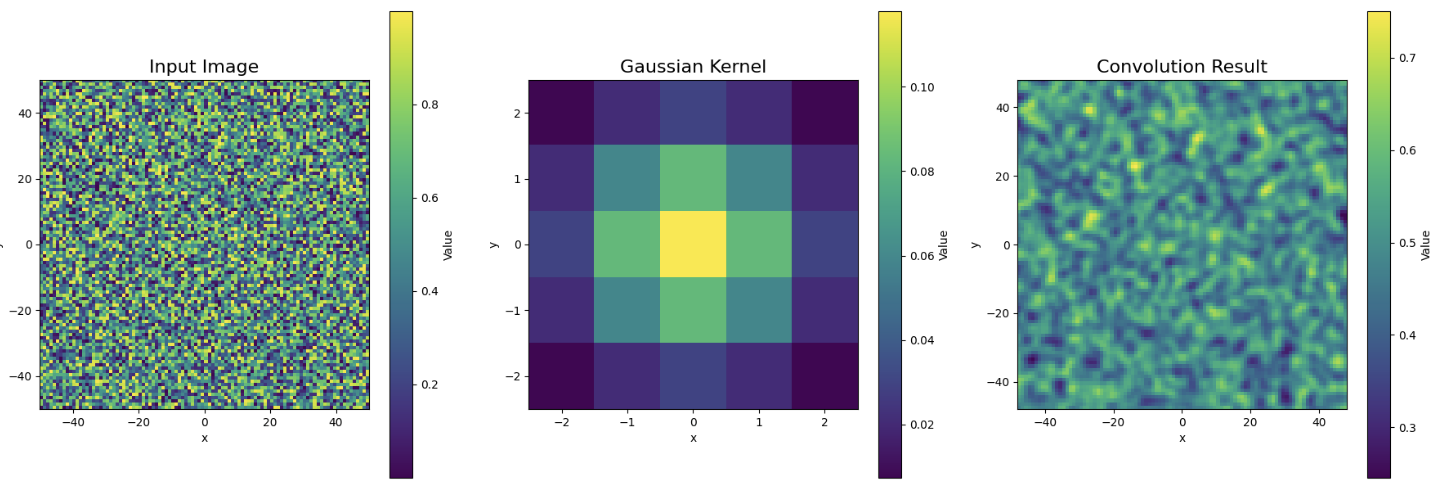 Input Image
40
20
0
−20
−40
−40 −20 0 20 40
x
0.8
0.6
0.4
0.2
Value
Gaussian Kernel
y
2
1
0
−1
−2
−2 −1 0 1 2
x
0.10
0.08
0.06
0.04
0.02
Value
Convolution Result
y
40
20
0
−20
−40
−40 −20 0 20 40
x
0.7
0.6
0.5
0.4
0.3
Value